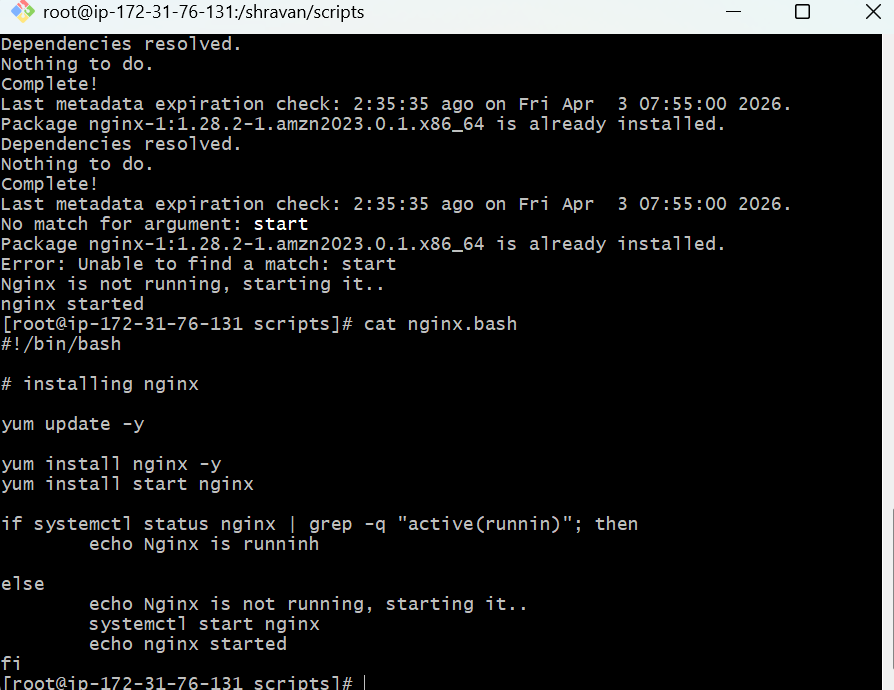 root@ip-172-31-76-131:/shravan/scripts
Dependencies resolved.
Nothing to do.
Complete!
Last metadata expiration check: 2:35:35 ago on Fri Apr  3 07:55:00 2026.
Package nginx-1:1.28.2-1.amzn2023.0.1.x86_64 is already installed.
Dependencies resolved.
Nothing to do.
Complete!
Last metadata expiration check: 2:35:35 ago on Fri Apr  3 07:55:00 2026.
No match for argument: start
Package nginx-1:1.28.2-1.amzn2023.0.1.x86_64 is already installed.
Error: Unable to find a match: start
Nginx is not running, starting it..
nginx started
[root@ip-172-31-76-131 scripts]# cat nginx.bash
#!/bin/bash

# installing nginx

yum update -y

yum install nginx -y
yum install start nginx

if systemctl status nginx | grep -q "active(runnin)"; then
        echo Nginx is runninh

else
        echo Nginx is not running, starting it..
        systemctl start nginx
        echo nginx started
fi
[root@ip-172-31-76-131 scripts]#